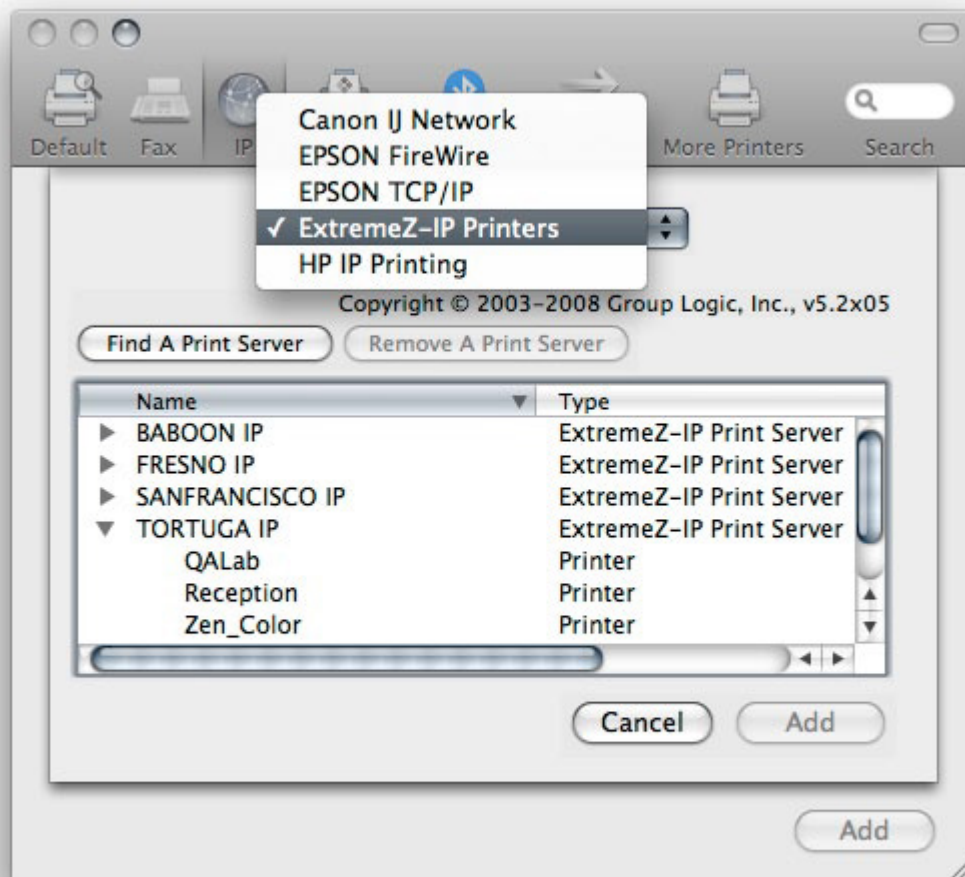 Default Fax IP More Printers Search
Canon IJ Network
EPSON FireWire
EPSON TCP/IP
✓ ExtremeZ-IP Printers
HP IP Printing
Copyright © 2003-2008 Group Logic, Inc., v5.2x05
Find A Print Server Remove A Print Server
Name Type
BABOON IP ExtremeZ-IP Print Server
FRESNO IP ExtremeZ-IP Print Server
SANFRANCISCO IP ExtremeZ-IP Print Server
TORTUGA IP ExtremeZ-IP Print Server
QALab Printer
Reception Printer
Zen_Color Printer
Cancel Add
Add